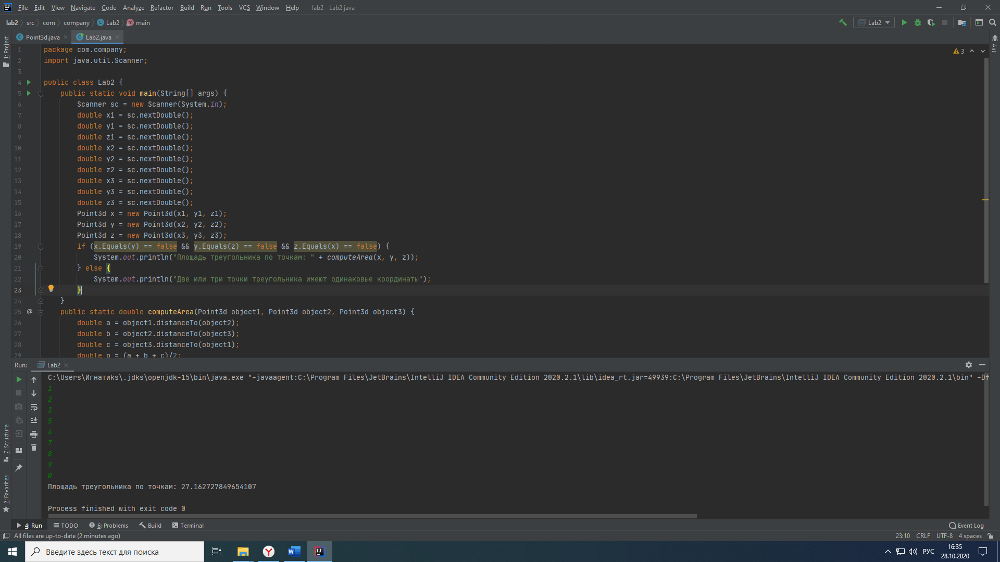 File Edit View Navigate Code Analyze Refactor Build Run Tools VCS Window Help lab2 - Lab2.java
lab2 src com company Lab2 main
Lab2
Point3d.java Lab2.java
1: Project
Ant
3
1 package com.company;
2 import java.util.Scanner;
3
4 public class Lab2 {
5 public static void main(String[] args) {
6 Scanner sc = new Scanner(System.in);
7 double x1 = sc.nextDouble();
8 double y1 = sc.nextDouble();
9 double z1 = sc.nextDouble();
10 double x2 = sc.nextDouble();
11 double y2 = sc.nextDouble();
12 double z2 = sc.nextDouble();
13 double x3 = sc.nextDouble();
14 double y3 = sc.nextDouble();
15 double z3 = sc.nextDouble();
16 Point3d x = new Point3d(x1, y1, z1);
17 Point3d y = new Point3d(x2, y2, z2);
18 Point3d z = new Point3d(x3, y3, z3);
19 if (x.Equals(y) == false && y.Equals(z) == false && z.Equals(x) == false) {
20 System.out.println("Площадь треугольника по точкам: " + computeArea(x, y, z));
21 } else {
22 System.out.println("Две или три точки треугольника имеют одинаковые координаты");
23 }
24 }
25 @ public static double computeArea(Point3d object1, Point3d object2, Point3d object3) {
26 double a = object1.distanceTo(object2);
27 double b = object2.distanceTo(object3);
28 double c = object3.distanceTo(object1);
29 double p = (a + b + c)/2;
Run: Lab2
C:\Users\Игнатикs\.jdks\openjdk-15\bin\java.exe "-javaagent:C:\Program Files\JetBrains\IntelliJ IDEA Community Edition 2020.2.1\lib\idea_rt.jar=49939:C:\Program Files\JetBrains\IntelliJ IDEA Community Edition 2020.2.1\bin" -Df
1
2
3
5
4
7
8
9
0
Площадь треугольника по точкам: 27.162727849654107
Process finished with exit code 0
7: Structure
2: Favorites
4: Run TODO 6: Problems Build Terminal Event Log
All files are up-to-date (2 minutes ago) 23:10 CRLF UTF-8 4 spaces
Введите здесь текст для поиска
РУС 16:35
28.10.2020